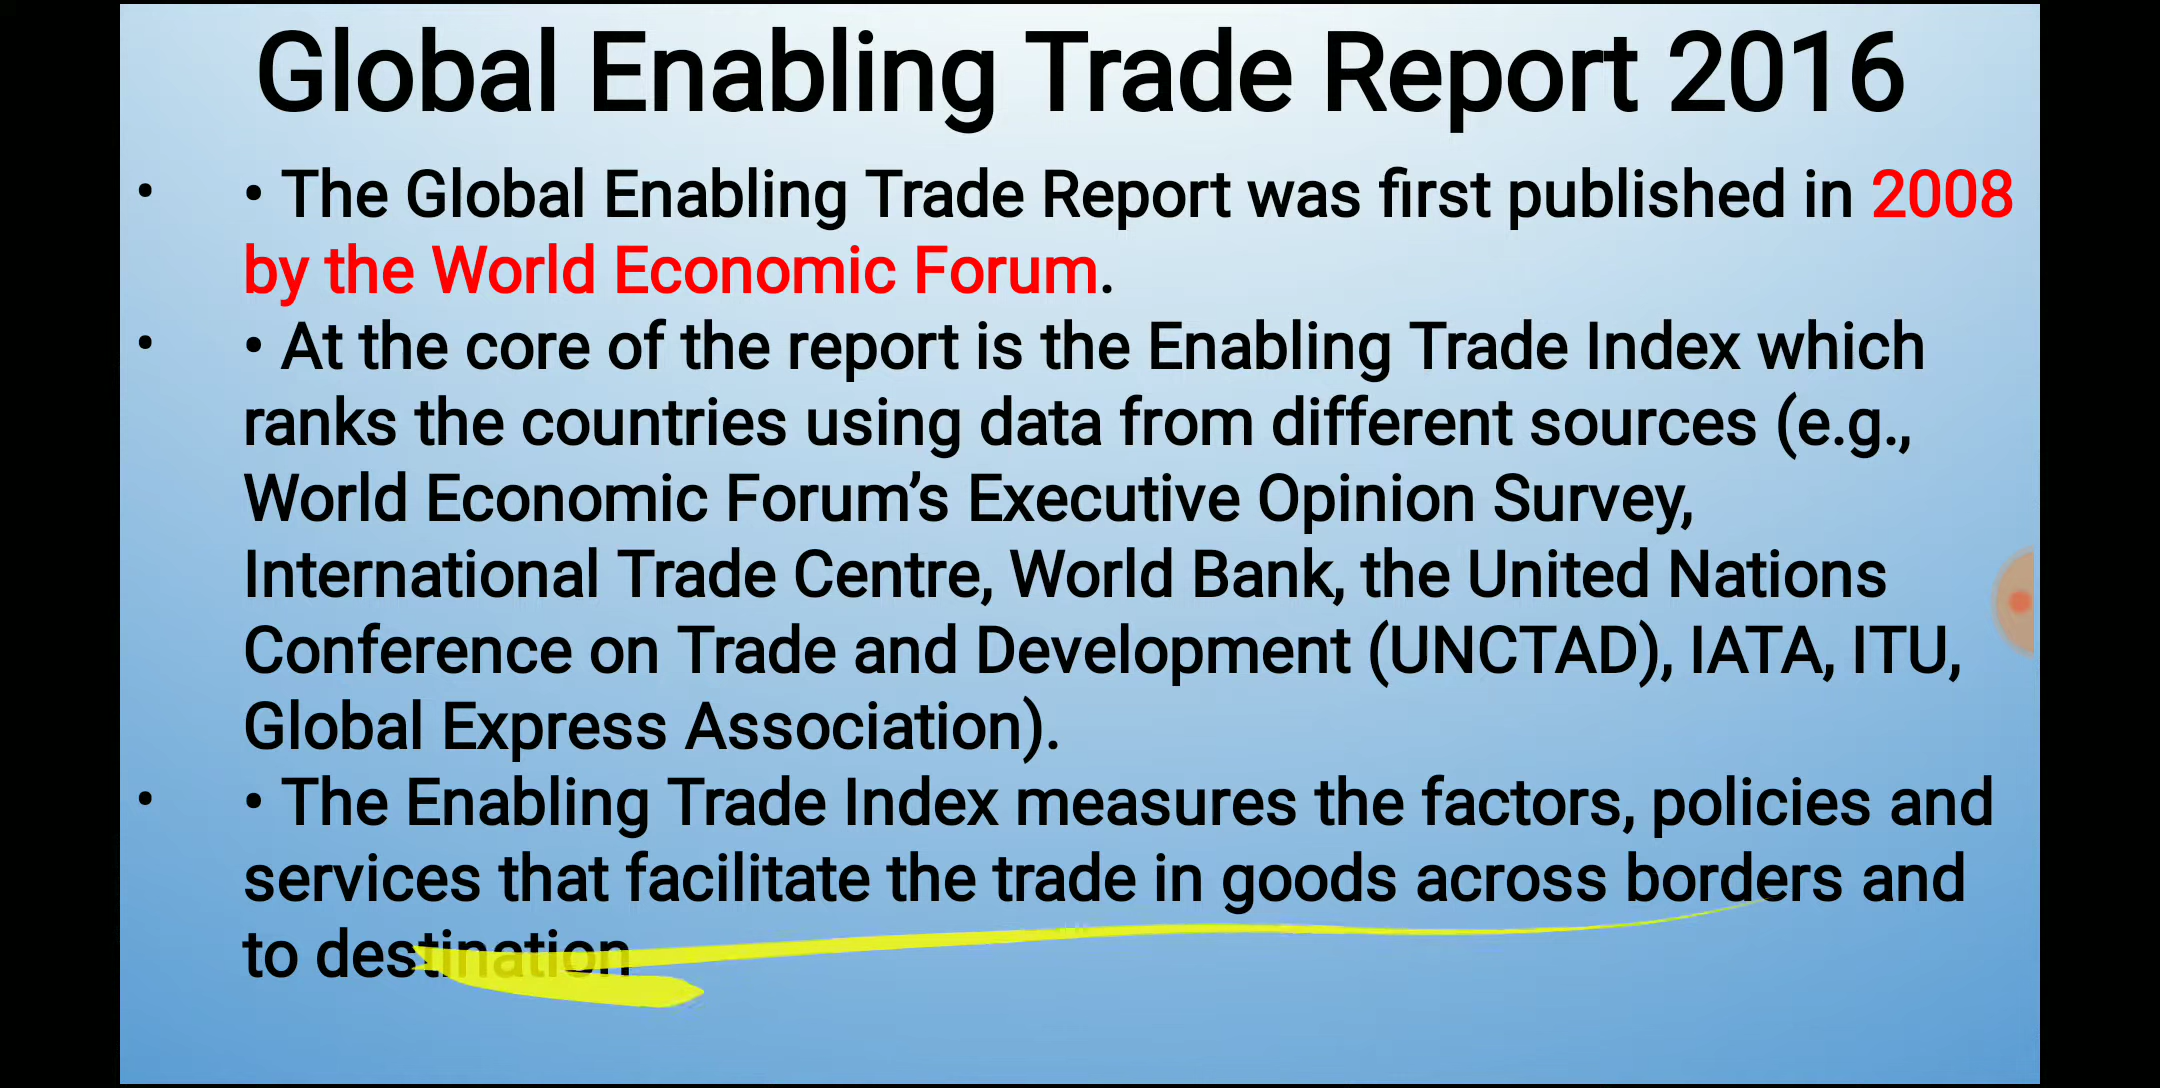 Global Enabling Trade Report 2016
• • The Global Enabling Trade Report was first published in 2008
by the World Economic Forum.
• • At the core of the report is the Enabling Trade Index which
ranks the countries using data from different sources (e.g.,
World Economic Forum’s Executive Opinion Survey,
International Trade Centre, World Bank, the United Nations
Conference on Trade and Development (UNCTAD), IATA, ITU,
Global Express Association).
• • The Enabling Trade Index measures the factors, policies and
services that facilitate the trade in goods across borders and
to destination